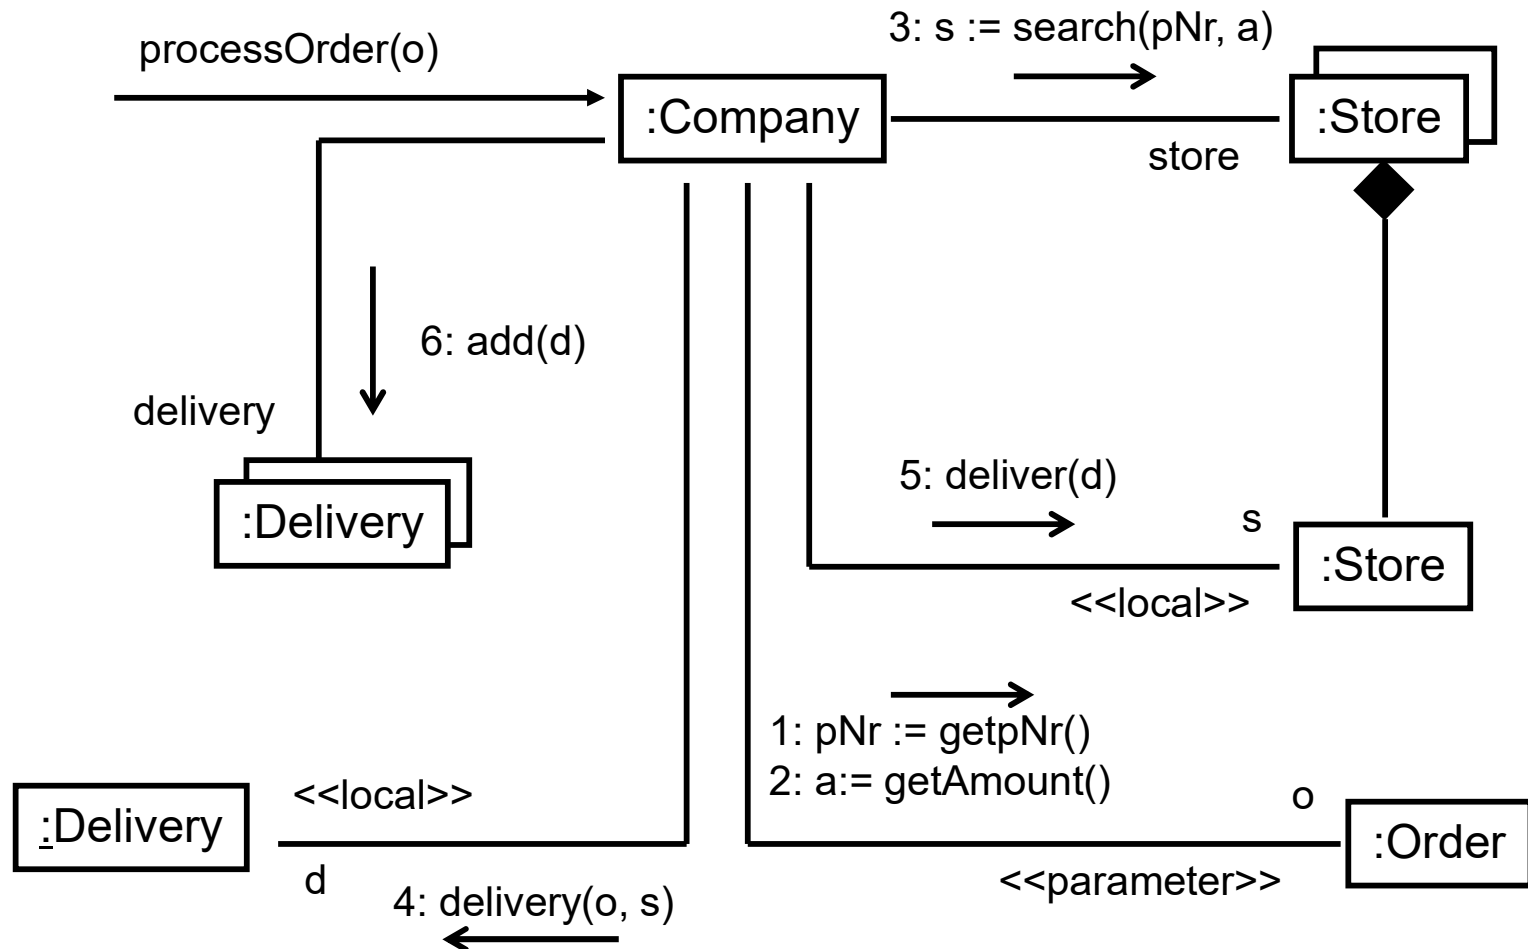 3: s := search(pNr, a)
processOrder(o)
:Company
:Store
store
6: add(d)
delivery
5: deliver(d)
:Delivery
s
:Store
<<local>>
1: pNr := getpNr()
2: a:= getAmount()
<<local>>
o
:Delivery
:Order
d
<<parameter>>
4: delivery(o, s)